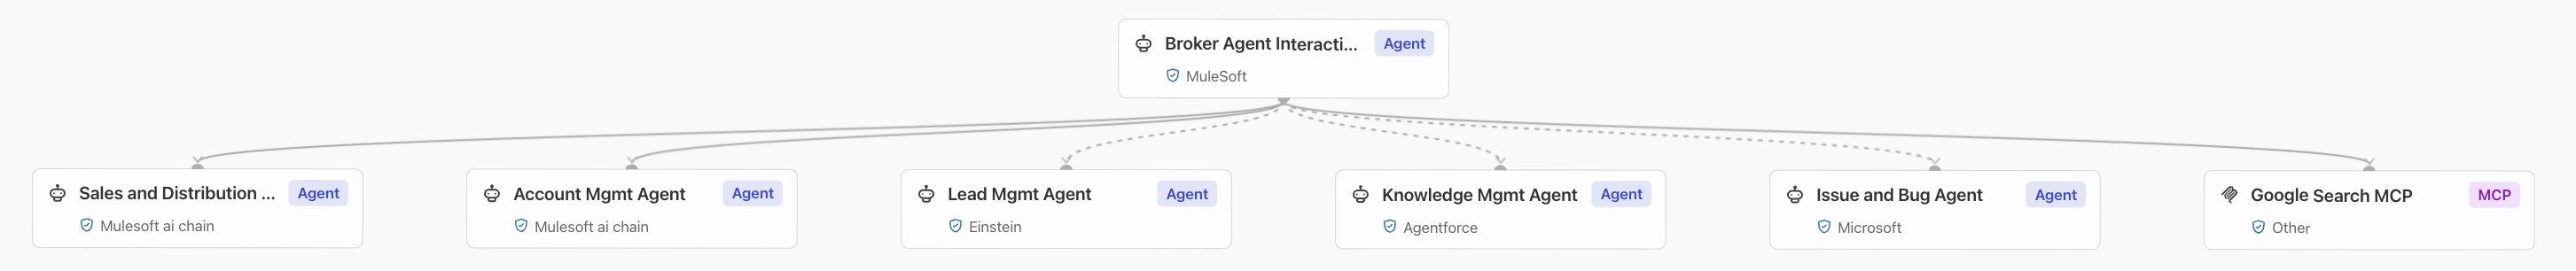 Broker Agent Interacti... Agent
MuleSoft
Sales and Distribution ... Agent
Mulesoft ai chain
Account Mgmt Agent Agent
Mulesoft ai chain
Lead Mgmt Agent Agent
Einstein
Knowledge Mgmt Agent Agent
Agentforce
Issue and Bug Agent Agent
Microsoft
Google Search MCP MCP
Other